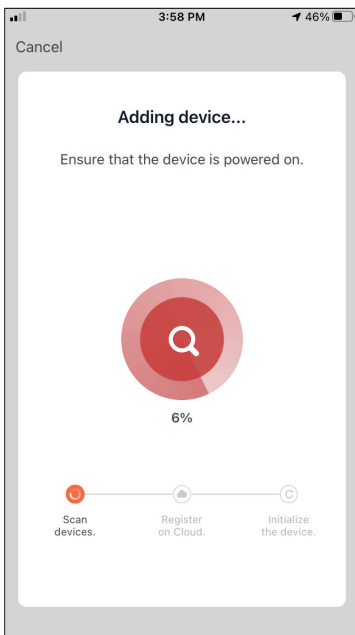 3:58 PM
46%
Cancel
Adding device...
Ensure that the device is powered on.
6%
Scan
devices.
Register
on Cloud.
Initialize
the device.